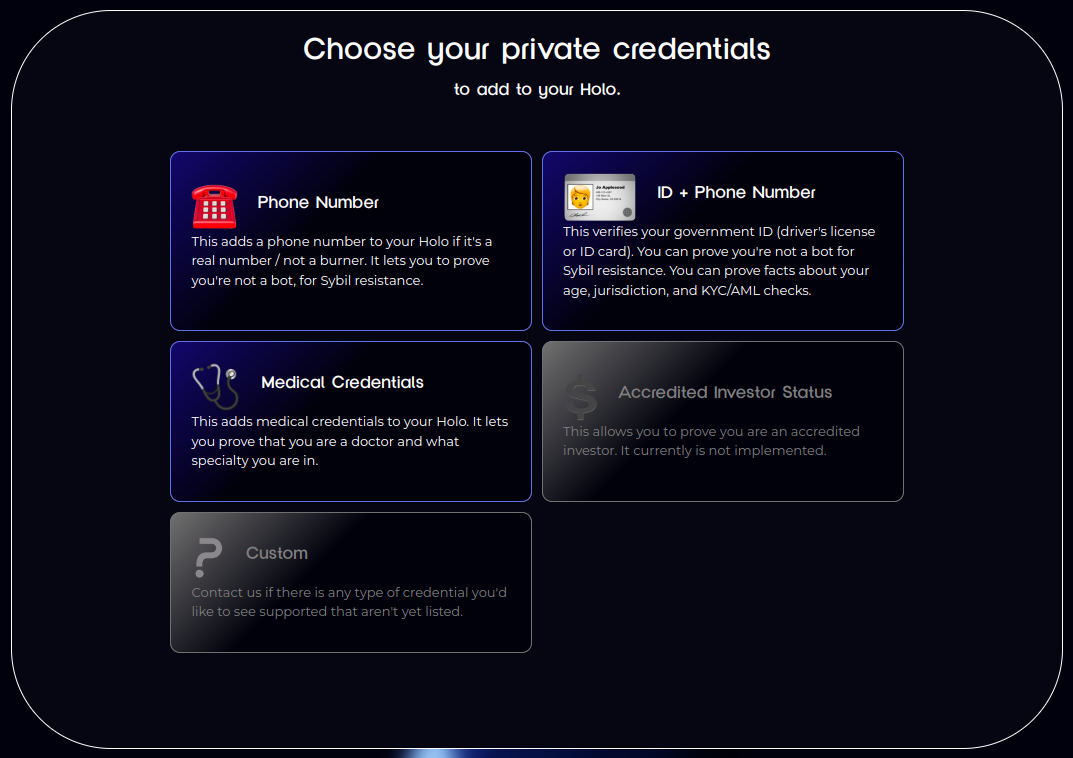 Choose your private credentials
to add to your Holo.
Phone Number
This adds a phone number to your Holo if it's a
real number / not a burner. It lets you to prove
you're not a bot, for Sybil resistance.
ID + Phone Number
This verifies your government ID (driver's license
or ID card). You can prove you're not a bot for
Sybil resistance. You can prove facts about your
age, jurisdiction, and KYC/AML checks.
Medical Credentials
This adds medical credentials to your Holo. It lets
you prove that you are a doctor and what
specialty you are in.
Accredited Investor Status
This allows you to prove you are an accredited
investor. It currently is not implemented.
Custom
Contact us if there is any type of credential you'd
like to see supported that aren't yet listed.